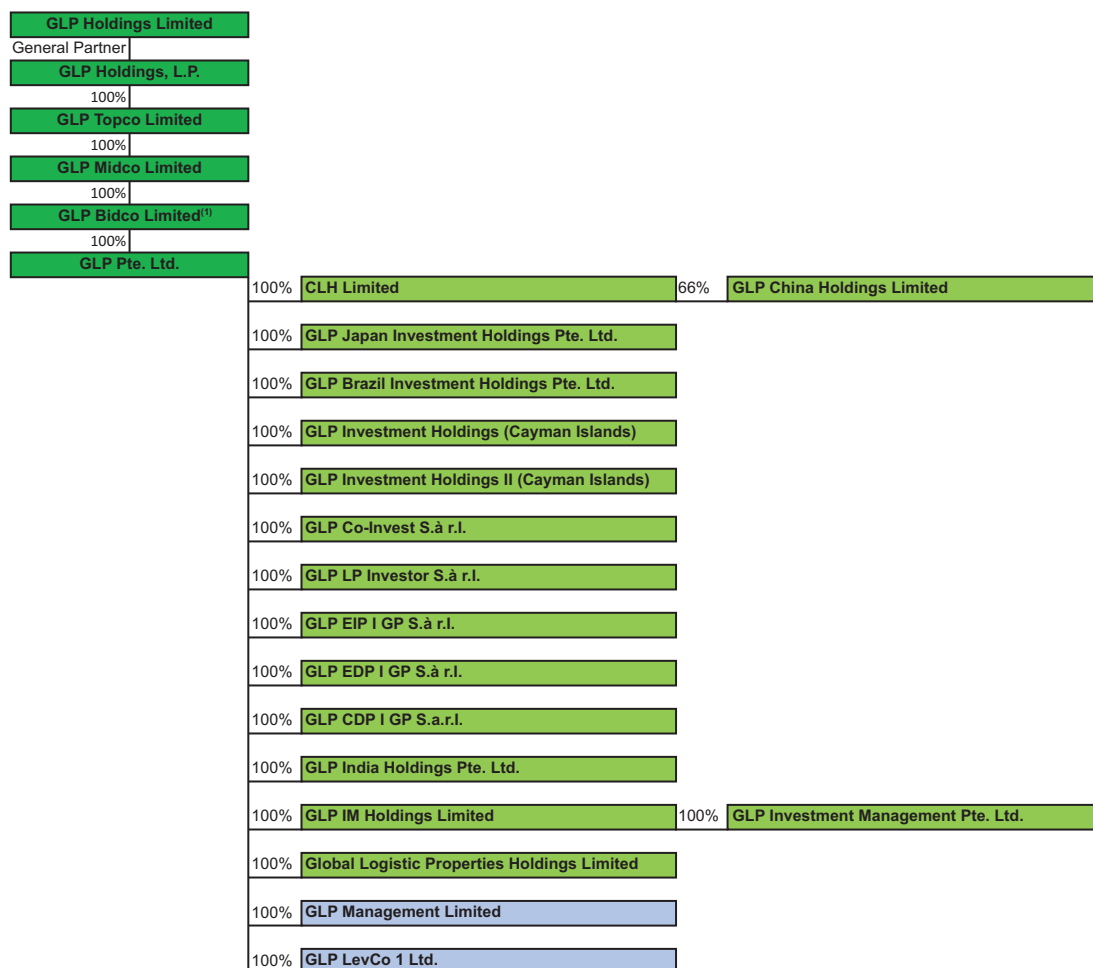 GLP Holdings Limited
General Partner
GLP Holdings, L.P.
100%
GLP Topco Limited
100%
GLP Midco Limited
100%
GLP Bidco Limited(1)
100%
GLP Pte. Ltd.
100% CLH Limited 66% GLP China Holdings Limited
100% GLP Japan Investment Holdings Pte. Ltd.
100% GLP Brazil Investment Holdings Pte. Ltd.
100% GLP Investment Holdings (Cayman Islands)
100% GLP Investment Holdings II (Cayman Islands)
100% GLP Co-Invest S.à r.l.
100% GLP LP Investor S.à r.l.
100% GLP EIP I GP S.à r.l.
100% GLP EDP I GP S.à r.l.
100% GLP CDP I GP S.a.r.l.
100% GLP India Holdings Pte. Ltd.
100% GLP IM Holdings Limited 100% GLP Investment Management Pte. Ltd.
100% Global Logistic Properties Holdings Limited
100% GLP Management Limited
100% GLP LevCo 1 Ltd.